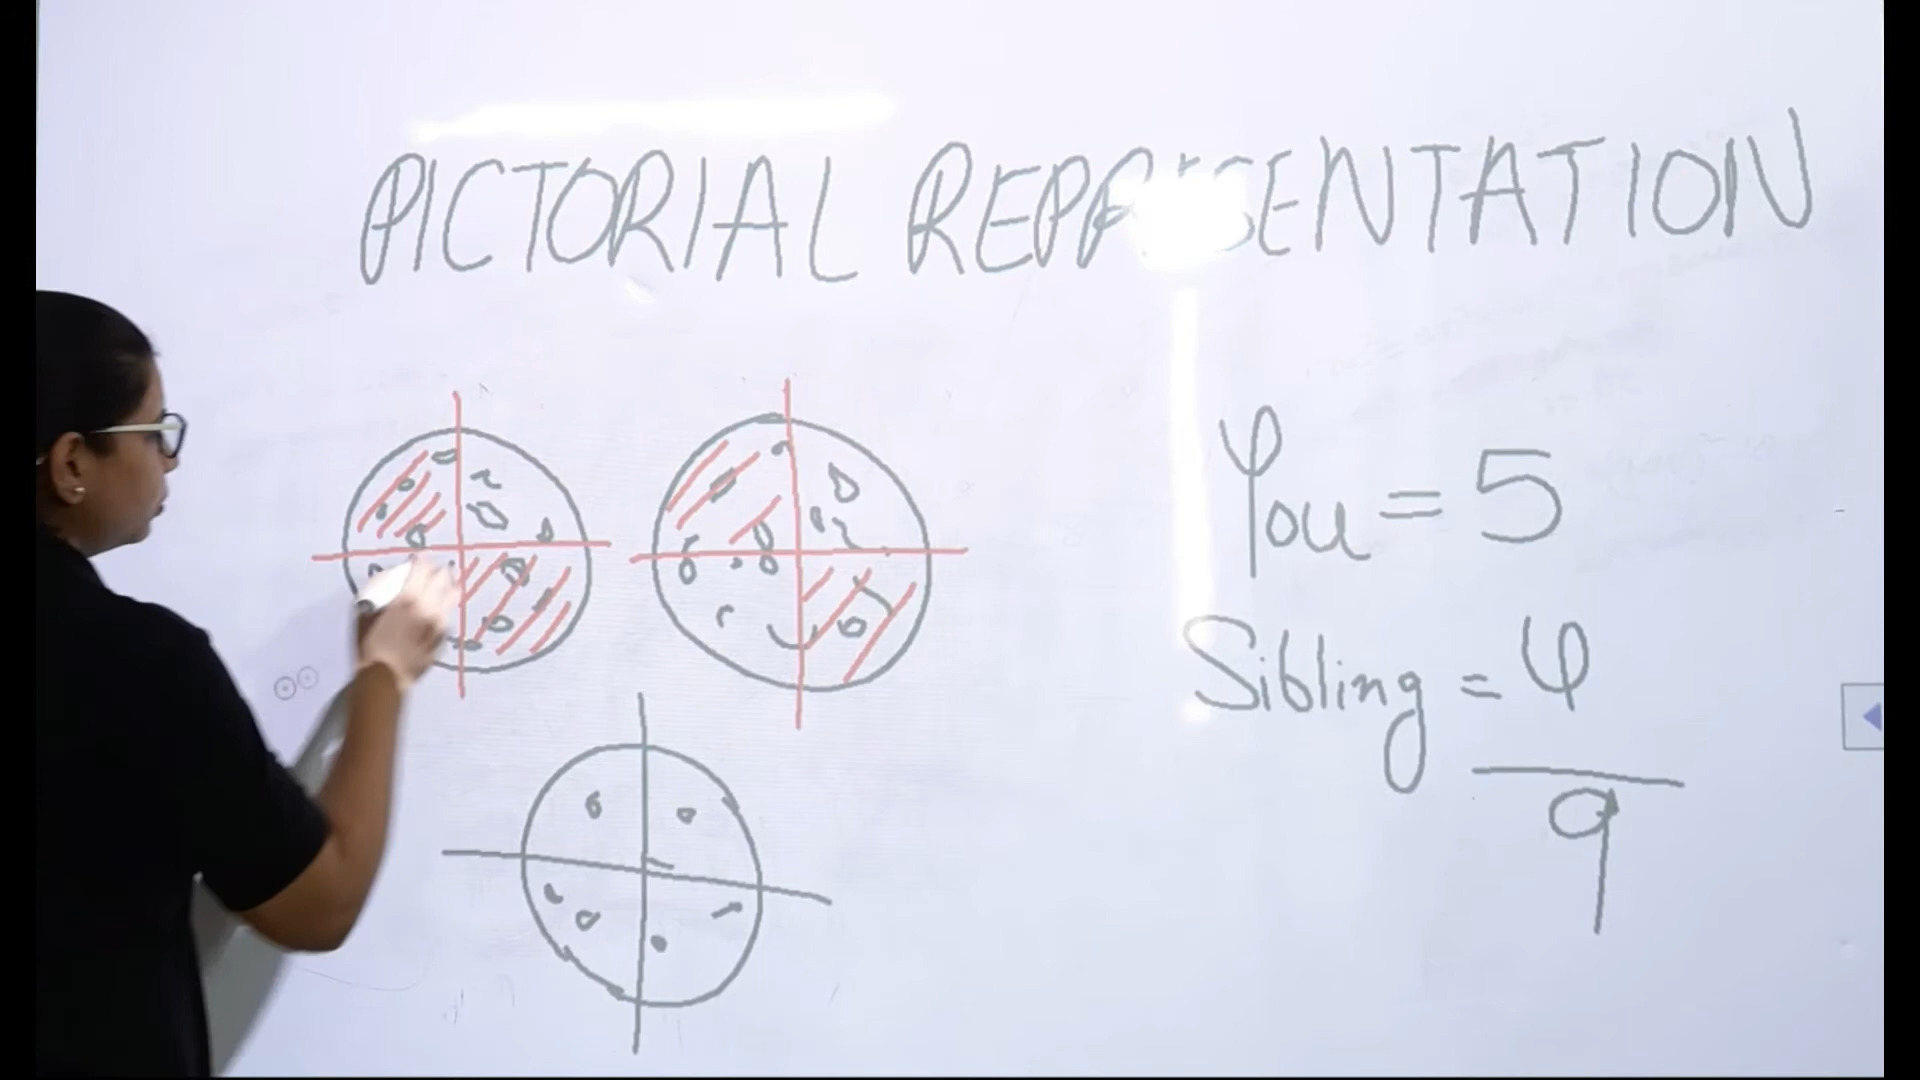 PICTORIAL REPRESENTATION
You = 5
Sibling = 4
9